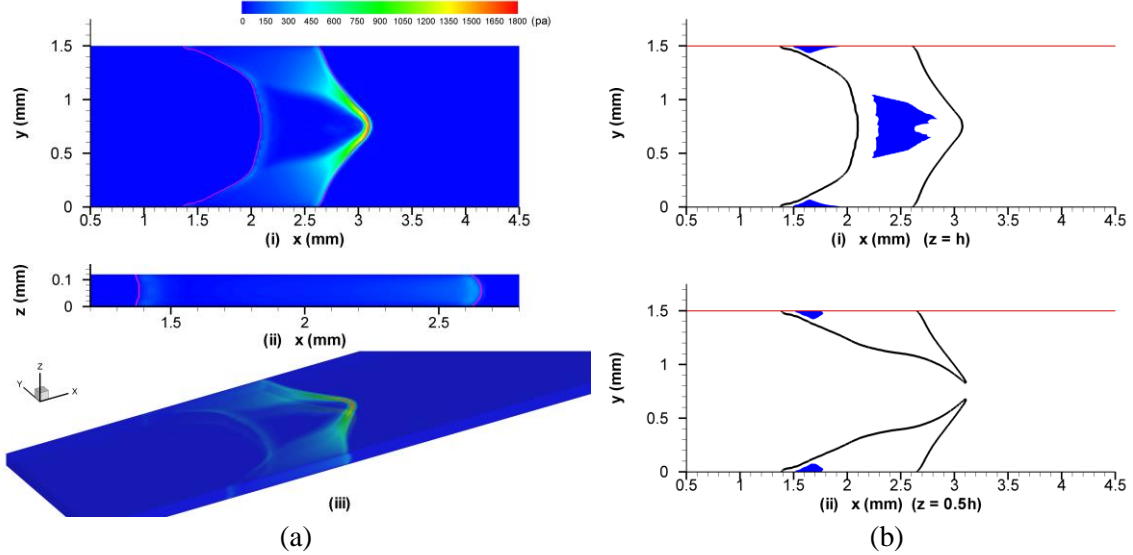 0 150 300 450 600 750 900 1050 1200 1350 1500 1650 1800 (pa)
y (mm)
1.5
1
0.5
0
0.5 1 1.5 2 2.5 3 3.5 4 4.5
(i) x (mm)
z (mm)
0.1
0
1.5 2 2.5
(ii) x (mm)
Z
Y
X
(iii)
(a)
y (mm)
1.5
1
0.5
0
0.5 1 1.5 2 2.5 3 3.5 4 4.5
(i) x (mm) (z = h)
y (mm)
1.5
1
0.5
0
0.5 1 1.5 2 2.5 3 3.5 4 4.5
(ii) x (mm) (z = 0.5h)
(b)